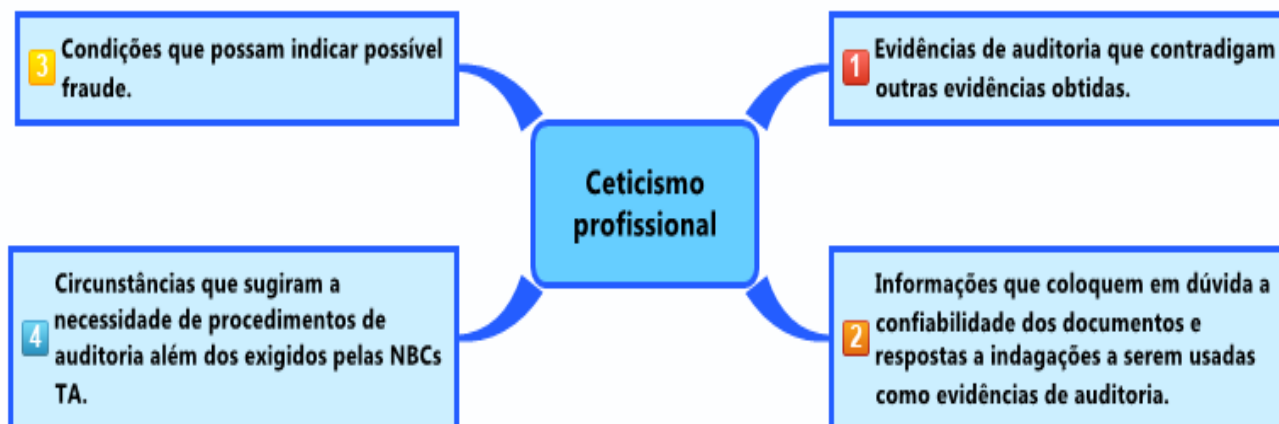 Ceticismo
profissional
1
Evidências de auditoria que contradigam
outras evidências obtidas.
2
Informações que coloquem em dúvida a
confiabilidade dos documentos e
respostas a indagações a serem usadas
como evidências de auditoria.
3
Condições que possam indicar possível
fraude.
4
Circunstâncias que sugiram a
necessidade de procedimentos de
auditoria além dos exigidos pelas NBCs
TA.